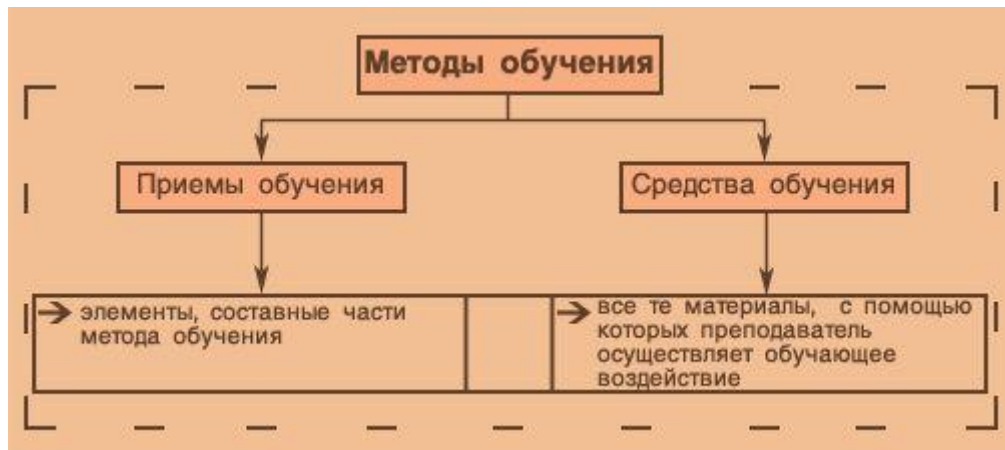 Методы обучения
Приемы обучения
Средства обучения
элементы, составные части
метода обучения
все те материалы, с помощью
которых преподаватель
осуществляет обучающее
воздействие